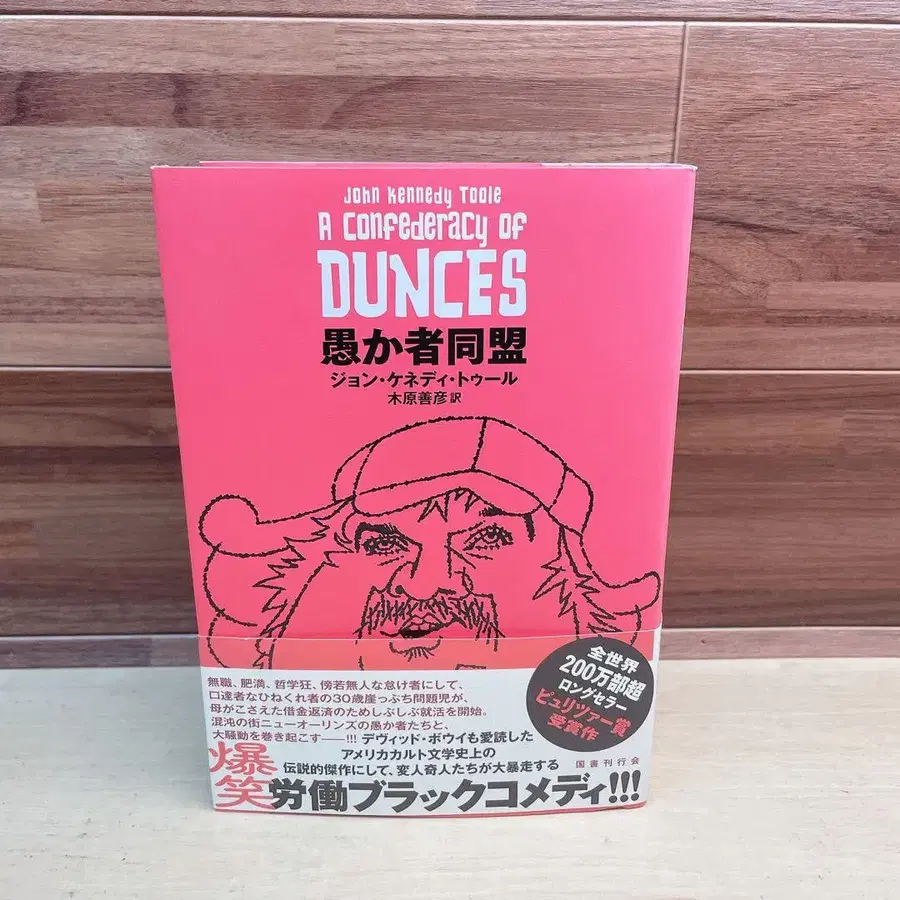 John Kennedy Toole
A Confederacy of
DUNCES
愚か者同盟
ジョン・ケネディ・トゥール
木原善彦 訳
無職、肥満、哲学狂、傍若無人な怠け者にして、
口達者なひねくれ者の30歳崖っぷち問題児が、
母がこさえた借金返済のためしぶしぶ就活を開始。
混沌の街ニューオーリンズの愚か者たちと、
大騒動を巻き起こす——!!! デヴィッド・ボウイも愛読した
アメリカカルト文学史上の
伝説的傑作にして、変人奇人たちが大暴走する
爆笑労働ブラックコメディ!!!
全世界
200万部超
ロングセラー
ピュリツァー賞
受賞作
国書刊行会